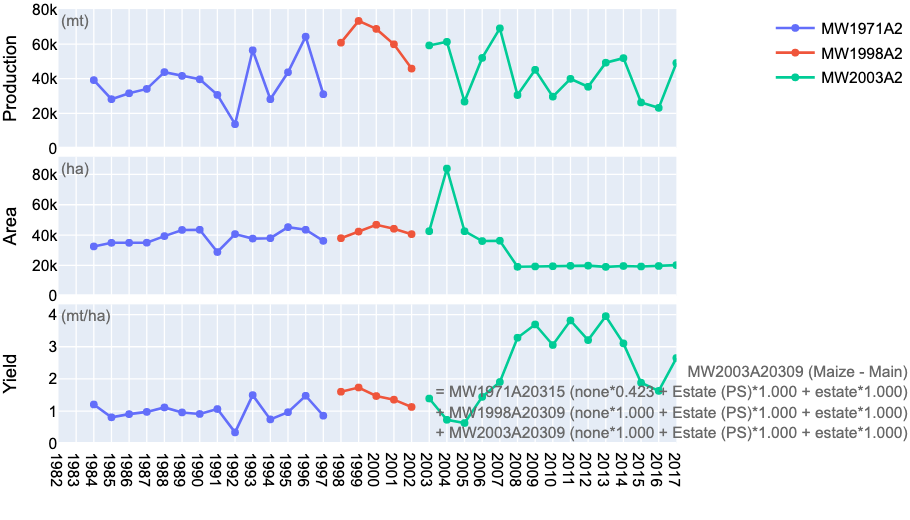 80k
(mt)
MW1971A2
MW1998A2
MW2003A2
60k
40k
20k
0
Production
(ha)
80k
60k
40k
20k
0
Area
(mt/ha)
4
3
2
1
0
Yield
MW2003A20309 (Maize - Main)
= MW1971A20315 (none*0.423 + Estate (PS)*1.000 + estate*1.000)
+ MW1998A20309 (none*1.000 + Estate (PS)*1.000 + estate*1.000)
+ MW2003A20309 (none*1.000 + Estate (PS)*1.000 + estate*1.000)
1982
1983
1984
1985
1986
1987
1988
1989
1990
1991
1992
1993
1994
1995
1996
1997
1998
1999
2000
2001
2002
2003
2004
2005
2006
2007
2008
2009
2010
2011
2012
2013
2014
2015
2016
2017